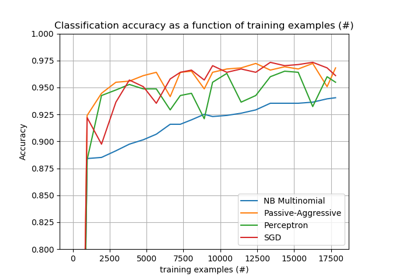 Classification accuracy as a function of training examples (#)
1.000
0.975
0.950
0.925
0.900
0.875
0.850
0.825
0.800
Accuracy
NB Multinomial
Passive-Aggressive
Perceptron
SGD
0 2500 5000 7500 10000 12500 15000 17500
training examples (#)